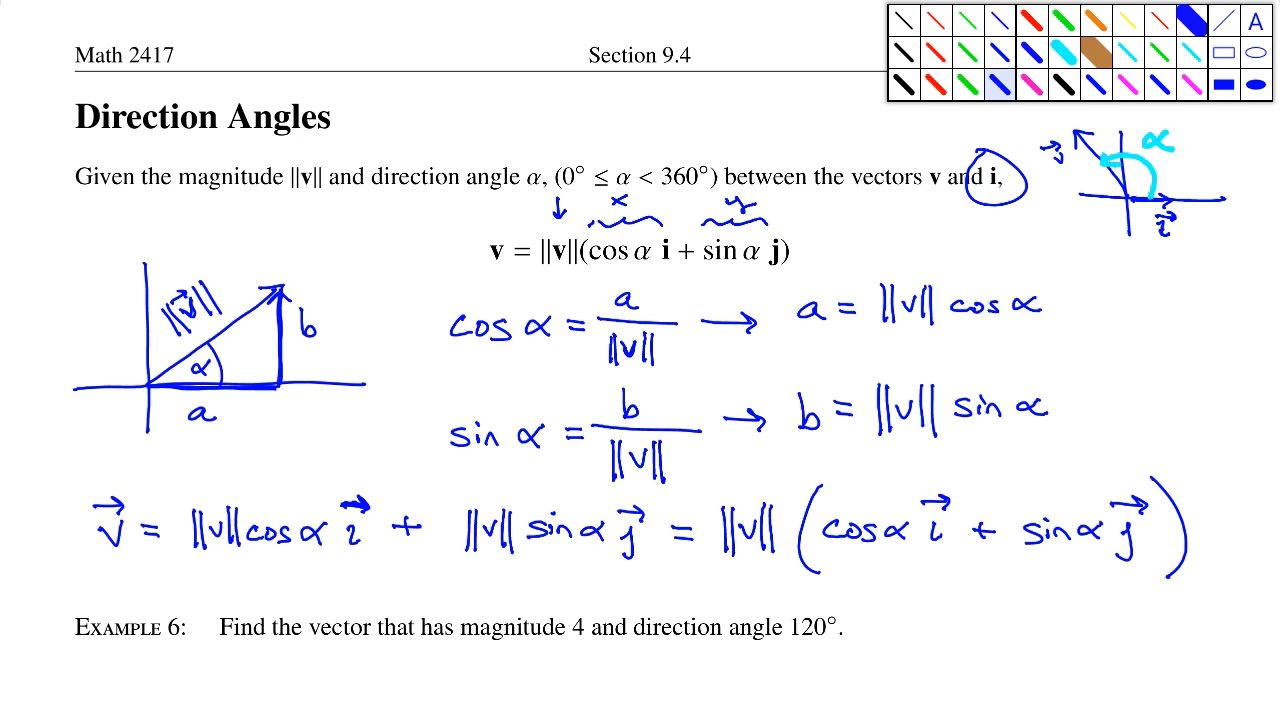 Math 2417 Section 9.4
A
Direction Angles
α
Given the magnitude ||v|| and direction angle α, (0° ≤ α < 360°) between the vectors v and i,
v⃗
x y
i⃗
v = ||v||(cos α i + sin α j)
||v⃗|| b α a
cos α = a/||v|| → a = ||v|| cos α
sin α = b/||v|| → b = ||v|| sin α
v⃗ = ||v|| cos α i⃗ + ||v|| sin α j⃗ = ||v|| (cos α i⃗ + sin α j⃗)
EXAMPLE 6: Find the vector that has magnitude 4 and direction angle 120°.